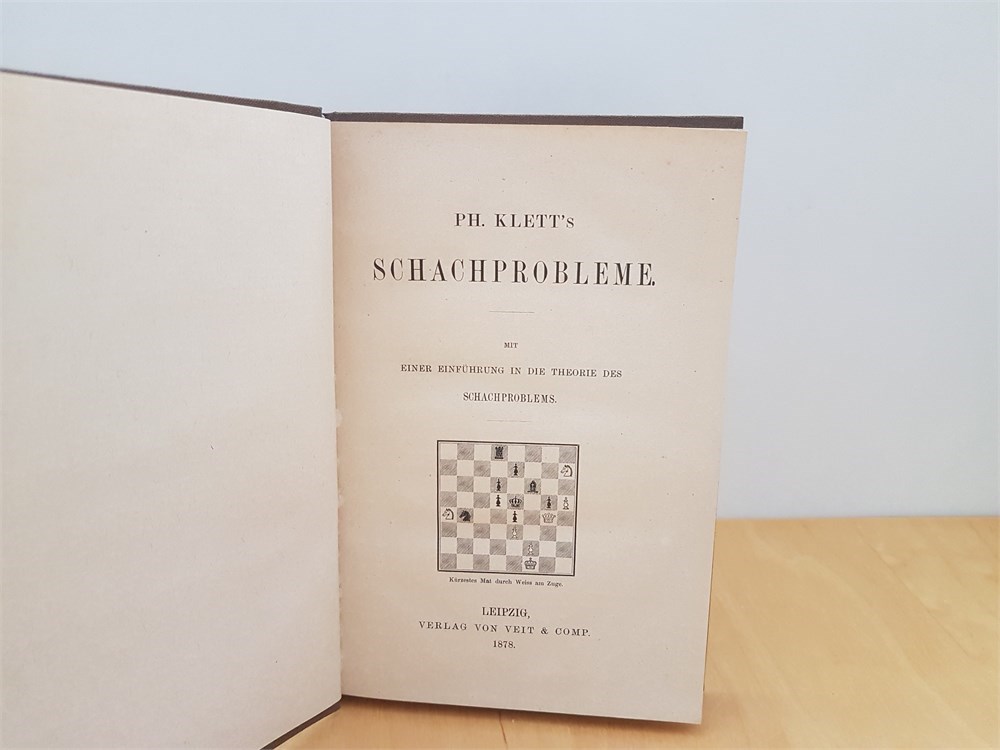 PH. KLETT'S
SCHACHPROBLEME.
MIT
EINER EINFÜHRUNG IN DIE THEORIE DES
SCHACHPROBLEMS.
Kürzestes Mat durch Weiss am Zuge.
LEIPZIG,
VERLAG VON VEIT & COMP.
1878.